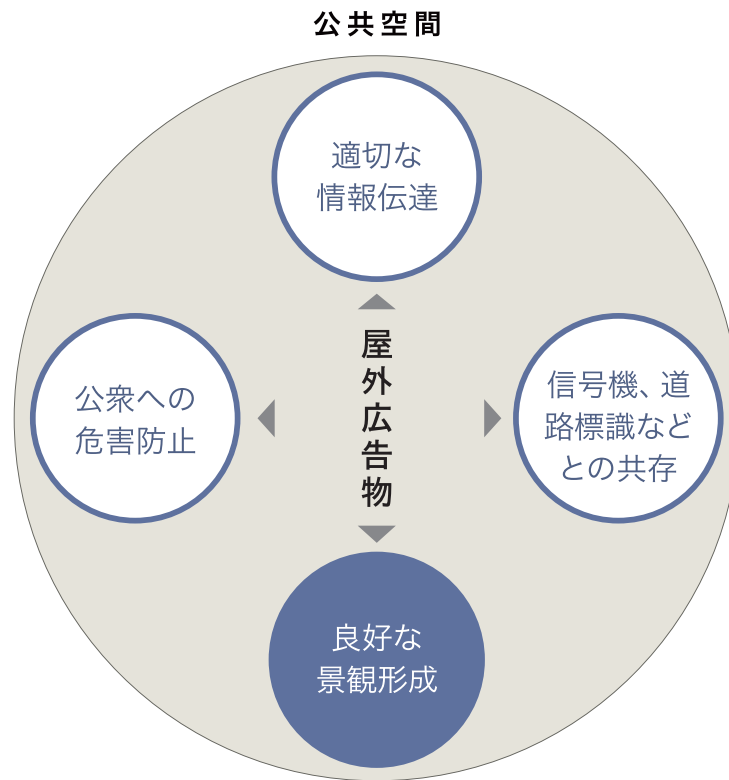 公共空間
適切な
情報伝達
公衆への
危害防止
屋外広告物
信号機、道
路標識など
との共存
良好な
景観形成